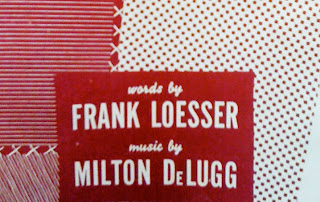 words by
FRANK LOESSER
music by
MILTON DeLUGG